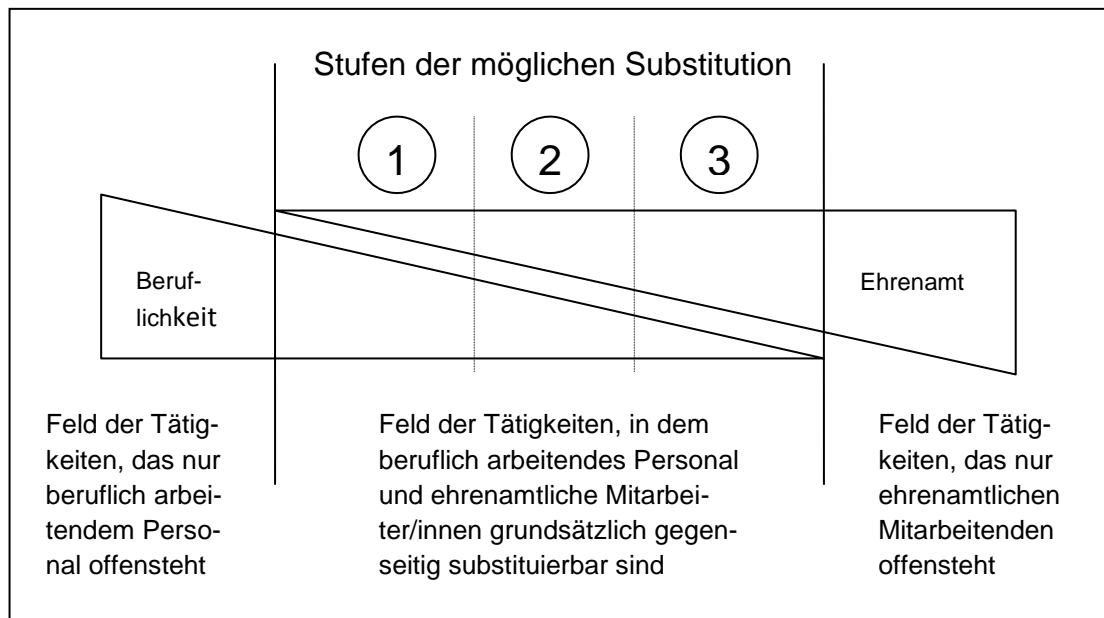 Stufen der möglichen Substitution
1 2 3
Beruf-
lichkeit
Ehrenamt
Feld der Tätig-
keiten, das nur
beruflich arbei-
tendem Perso-
nal offensteht
Feld der Tätigkeiten, in dem
beruflich arbeitendes Personal
und ehrenamtliche Mitarbei-
ter/innen grundsätzlich gegen-
seitig substituierbar sind
Feld der Tätig-
keiten, das nur
ehrenamtlichen
Mitarbeitenden
offensteht